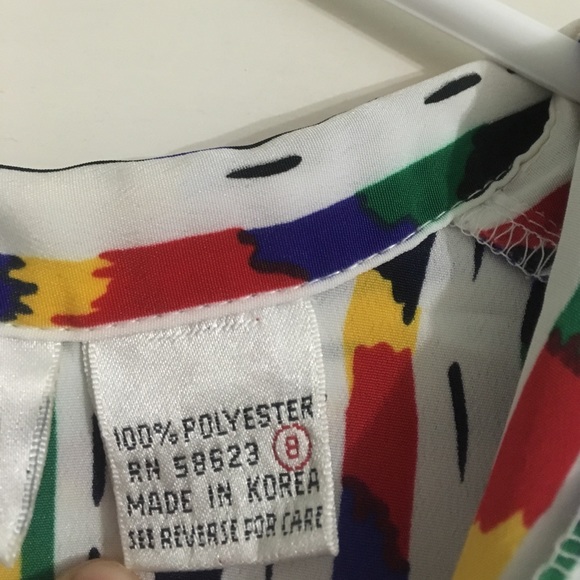 100% POLYESTER
RN 58623 8
MADE IN KOREA
SEE REVERSE FOR CARE